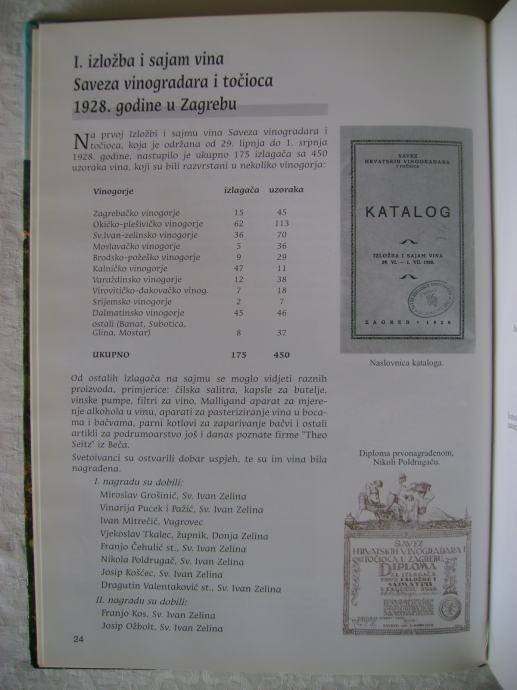 I. izložba i sajam vina
Saveza vinogradara i točioca
1928. godine u Zagrebu
Na prvoj Izložbi i sajmu vina Saveza vinogradara i
točioca, koja je održana od 29. lipnja do 1. srpnja
1928. godine, nastupilo je ukupno 175 izlagača sa 450
uzoraka vina, koji su bili razvrstani u nekoliko vinogorja:
Vinogorje izlagača uzoraka
Zagrebačko vinogorje 15 45
Okićko-plešivičko vinogorje 62 113
Sv.Ivan-zelinsko vinogorje 36 70
Moslavačko vinogorje 5 36
Brodsko-požeško vinogorje 9 29
Kalničko vinogorje 47 11
Varaždinsko vinogorje 12 38
Virovitičko-đakovačko vinog. 7 18
Srijemsko vinogorje 2 7
Dalmatinsko vinogorje 45 46
ostali (Banat, Subotica,
Glina, Mostar) 8 37
UKUPNO 175 450
Od ostalih izlagača na sajmu se moglo vidjeti raznih
proizvoda, primjerice: čilska salitra, kapsle za butelje,
vinske pumpe, filtri za vino, Malligand aparat za mjere-
nje alkohola u vinu, aparati za pasteriziranje vina u boca-
ma i bačvama, parni kotlovi za zaparivanje bačvi i ostali
artikli za podrumoarstvo još i danas poznate firme "Theo
Seitz" iz Beča.
Svetoivanci su ostvarili dobar uspjeh, te su im vina bila
nagrađena.
I. nagradu su dobili:
Miroslav Grošinić, Sv. Ivan Zelina
Vinarija Pucek i Pažić, Sv. Ivan Zelina
Ivan Mitrečić, Vugrovec
Vjekoslav Tkalec, župnik, Donja Zelina
Franjo Čehulić st., Sv. Ivan Zelina
Nikola Poldrugač, Sv. Ivan Zelina
Josip Košćec, Sv. Ivan Zelina
Dragutin Valentaković st., Sv. Ivan Zelina
II. nagradu su dobili:
Franjo Kos, Sv. Ivan Zelina
Josip Ožbolt, Sv. Ivan Zelina
24
SAVEZ
HRVATSKIH VINOGRADARA
I TOČIOCA
KATALOG
IZLOŽBA I SAJAM VINA
29. VI. — 1. VII. 1928.
ZAGREB • 1928
Naslovnica kataloga.
Diploma prvonagrađenom,
Nikoli Poldrugaču.
SAVEZ
HRVATSKIH VINOGRADARA I
TOČIOCA U ZAGREBU
DIPLOMA